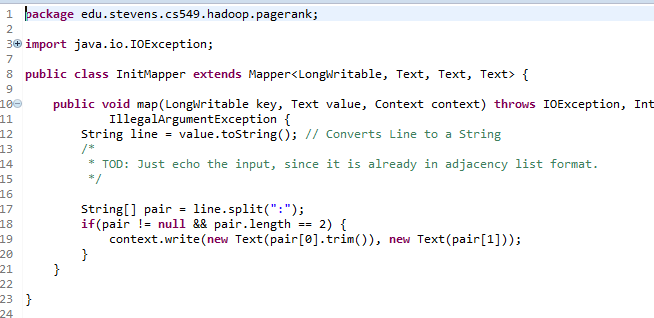 1 package edu.stevens.cs549.hadoop.pagerank;
2
3 import java.io.IOException;
7
8 public class InitMapper extends Mapper<LongWritable, Text, Text, Text> {
9
10 public void map(LongWritable key, Text value, Context context) throws IOException, Int
11 IllegalArgumentException {
12 String line = value.toString(); // Converts Line to a String
13 /*
14 * TOD: Just echo the input, since it is already in adjacency list format.
15 */
16
17 String[] pair = line.split(":");
18 if(pair != null && pair.length == 2) {
19 context.write(new Text(pair[0].trim()), new Text(pair[1]));
20 }
21 }
22
23 }
24